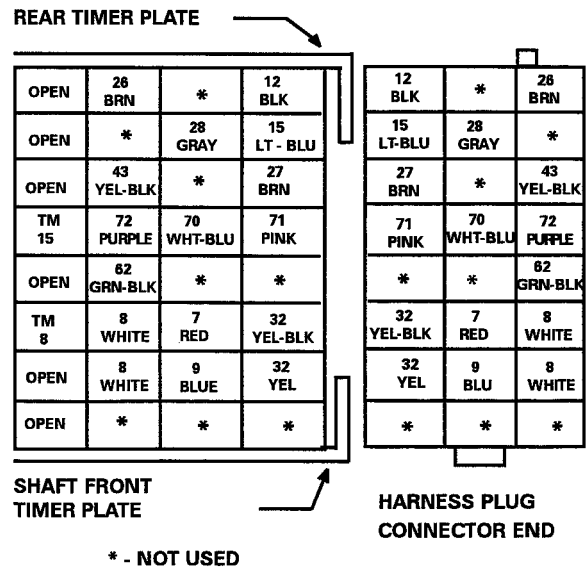 REAR TIMER PLATE
OPEN 26 BRN * 12 BLK
OPEN * 28 GRAY 15 LT - BLU
OPEN 43 YEL-BLK * 27 BRN
TM 15 72 PURPLE 70 WHT-BLU 71 PINK
OPEN 62 GRN-BLK * *
TM 8 8 WHITE 7 RED 32 YEL-BLK
OPEN 8 WHITE 9 BLUE 32 YEL
OPEN * * *
SHAFT FRONT
TIMER PLATE
12 BLK * 26 BRN
15 LT-BLU 28 GRAY *
27 BRN * 43 YEL-BLK
71 PINK 70 WHT-BLU 72 PURPLE
* * 62 GRN-BLK
32 YEL-BLK 7 RED 8 WHITE
32 YEL 9 BLU 8 WHITE
* * *
HARNESS PLUG
CONNECTOR END
* - NOT USED